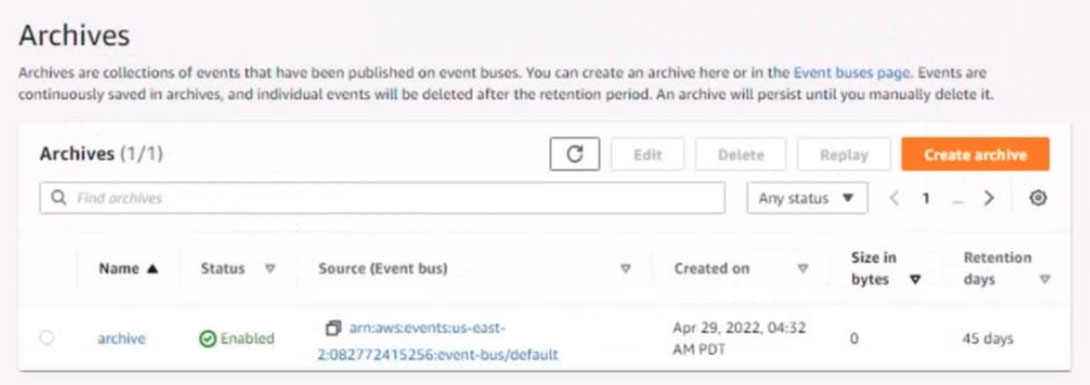 Archives
Archives are collections of events that have been published on event buses. You can create an archive here or in the Event buses page. Events are
continuously saved in archives, and individual events will be deleted after the retention period. An archive will persist until you manually delete it.
Archives (1/1) Edit Delete Replay Create archive
Find archives Any status 1 ...
Name Status Source (Event bus) Created on Size in bytes Retention days
archive Enabled arn:aws:events:us-east-2:082772415256:event-bus/default Apr 29, 2022, 04:32 AM PDT 0 45 days